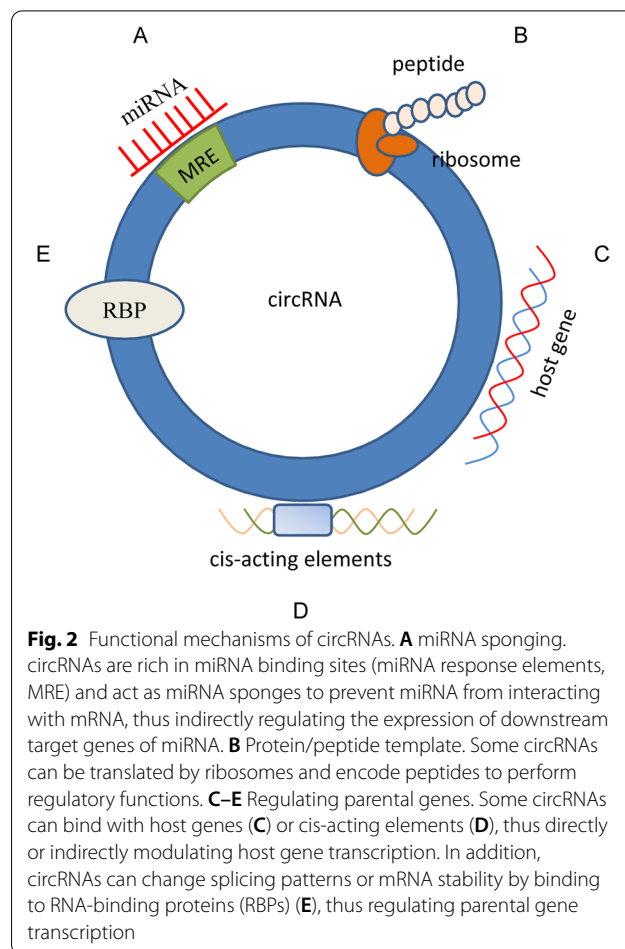 A
B
peptide
miRNA
MRE
ribosome
E
C
RBP
circRNA
host gene
cis-acting elements
D
Fig. 2 Functional mechanisms of circRNAs. A miRNA sponging.
circRNAs are rich in miRNA binding sites (miRNA response elements,
MRE) and act as miRNA sponges to prevent miRNA from interacting
with mRNA, thus indirectly regulating the expression of downstream
target genes of miRNA. B Protein/peptide template. Some circRNAs
can be translated by ribosomes and encode peptides to perform
regulatory functions. C–E Regulating parental genes. Some circRNAs
can bind with host genes (C) or cis-acting elements (D), thus directly
or indirectly modulating host gene transcription. In addition,
circRNAs can change splicing patterns or mRNA stability by binding
to RNA-binding proteins (RBPs) (E), thus regulating parental gene
transcription